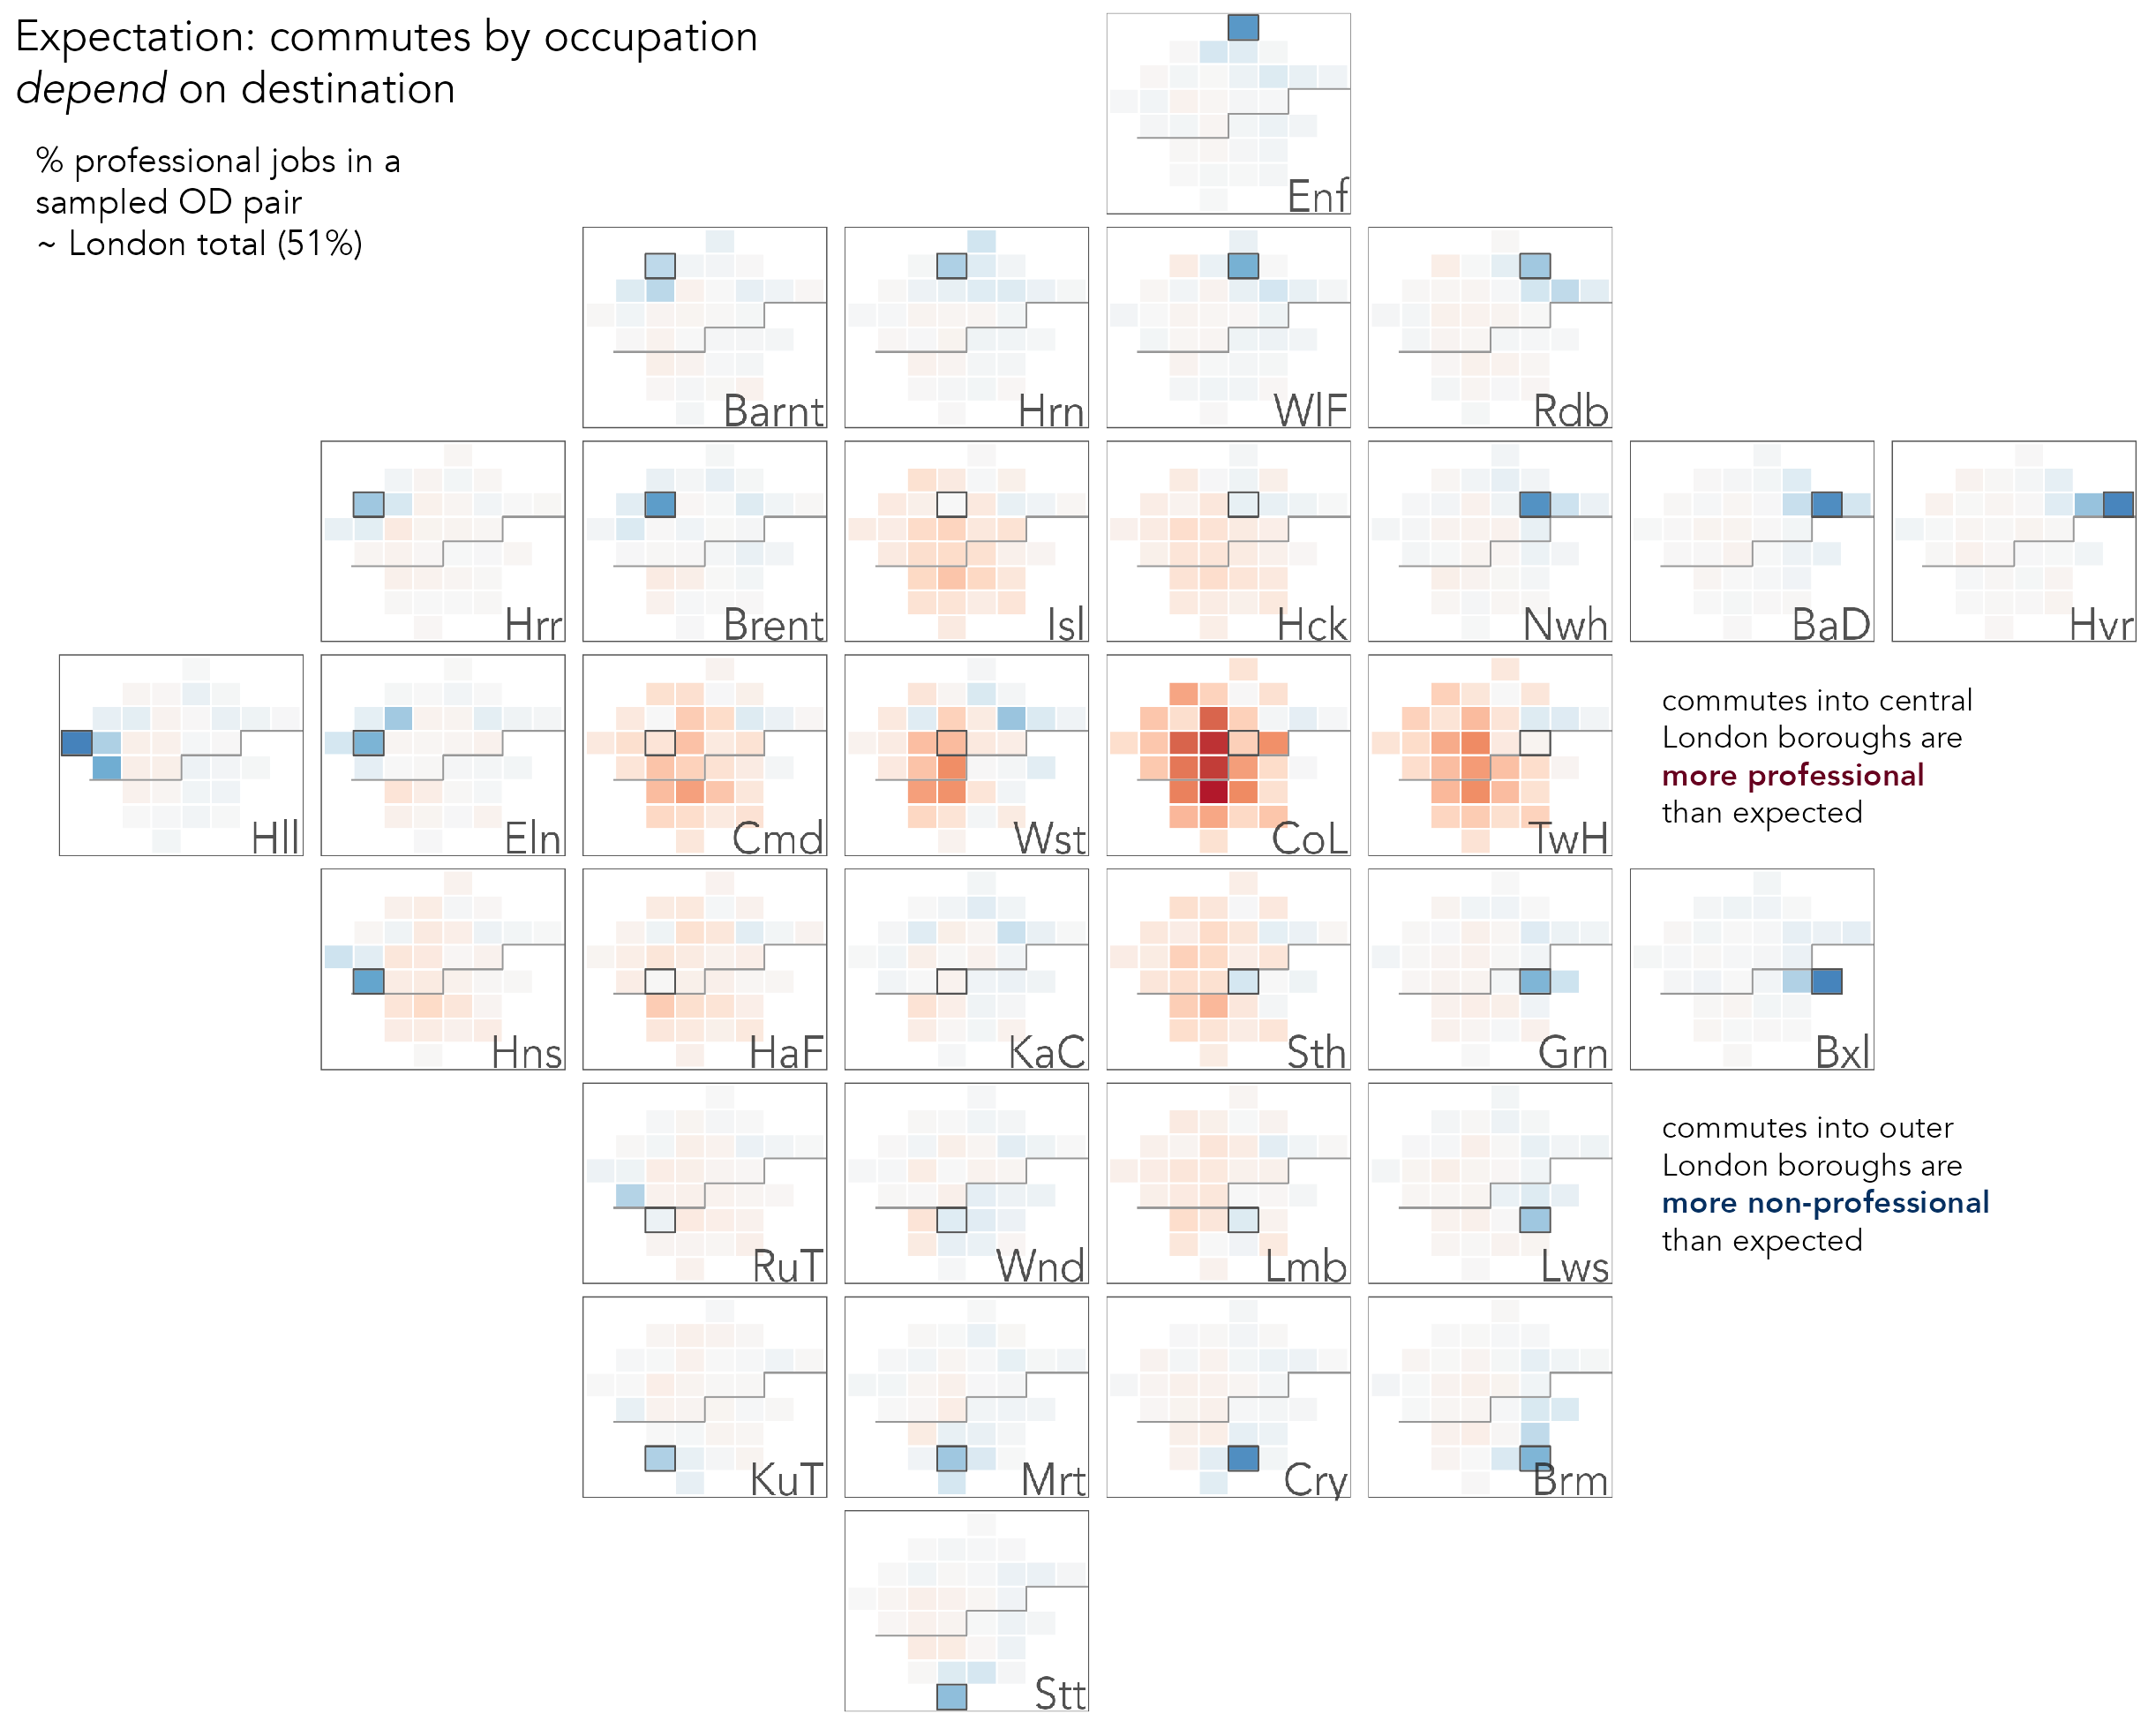 Expectation: commutes by occupation
depend on destination
% professional jobs in a
sampled OD pair
~ London total (51%)
Enf
Barnt
Hrn
WlF
Rdb
Hrr
Brent
Isl
Hck
Nwh
BaD
Hvr
Hll
Eln
Cmd
Wst
CoL
TwH
commutes into central
London boroughs are
more professional
than expected
Hns
HaF
KaC
Sth
Grn
Bxl
RuT
Wnd
Lmb
Lws
commutes into outer
London boroughs are
more non-professional
than expected
KuT
Mrt
Cry
Brm
Stt